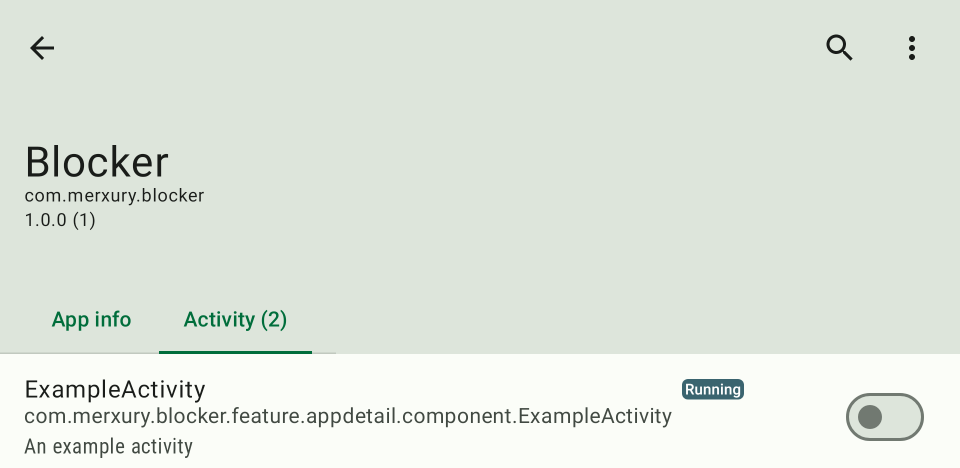 Blocker
com.merxury.blocker
1.0.0 (1)
App info
Activity (2)
ExampleActivity
Running
com.merxury.blocker.feature.appdetail.component.ExampleActivity
An example activity